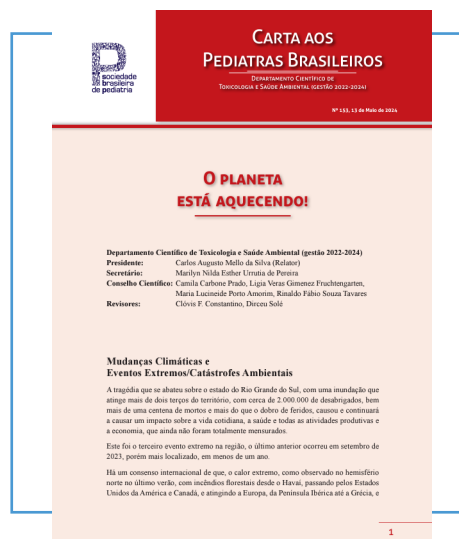 sociedade
brasileira
de pediatria
CARTA AOS
PEDIATRAS BRASILEIROS
DEPARTAMENTO CIENTÍFICO DE
TOXICOLOGIA E SAÚDE AMBIENTAL (GESTÃO 2022-2024)
Nº 153, 13 de Maio de 2024
O PLANETA
ESTÁ AQUECENDO!
Departamento Científico de Toxicologia e Saúde Ambiental (gestão 2022-2024)
Presidente: Carlos Augusto Mello da Silva (Relator)
Secretário: Marilyn Nilda Esther Urrutia de Pereira
Conselho Científico: Camila Carbone Prado, Ligia Veras Gimenez Fruchtengarten,
Maria Lucineide Porto Amorim, Rinaldo Fábio Souza Tavares
Revisores: Clóvis F. Constantino, Dirceu Solé
Mudanças Climáticas e
Eventos Extremos/Catástrofes Ambientais
A tragédia que se abateu sobre o estado do Rio Grande do Sul, com uma inundação que
atinge mais de dois terços do território, com cerca de 2.000.000 de desabrigados, bem
mais de uma centena de mortos e mais do que o dobro de feridos, causou e continuará
a causar um impacto sobre a vida cotidiana, a saúde e todas as atividades produtivas e
a economia, que ainda não foram totalmente mensurados.
Este foi o terceiro evento extremo na região, o último anterior ocorreu em setembro de
2023, porém mais localizado, em menos de um ano.
Há um consenso internacional de que, o calor extremo, como observado no hemisfério
norte no último verão, com incêndios florestais desde o Havaí, passando pelos Estados
Unidos da América e Canadá, e atingindo a Europa, da Península Ibérica até a Grécia, e
1